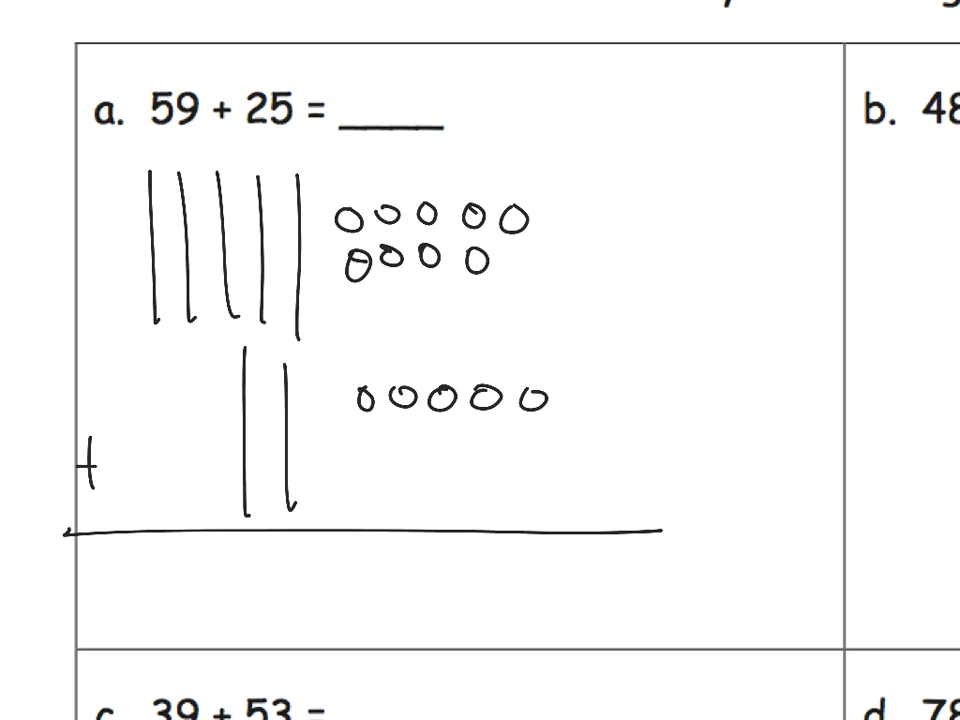 a. 59 + 25 = _____
b. 48
+
c. 39 + 53 =
d. 78